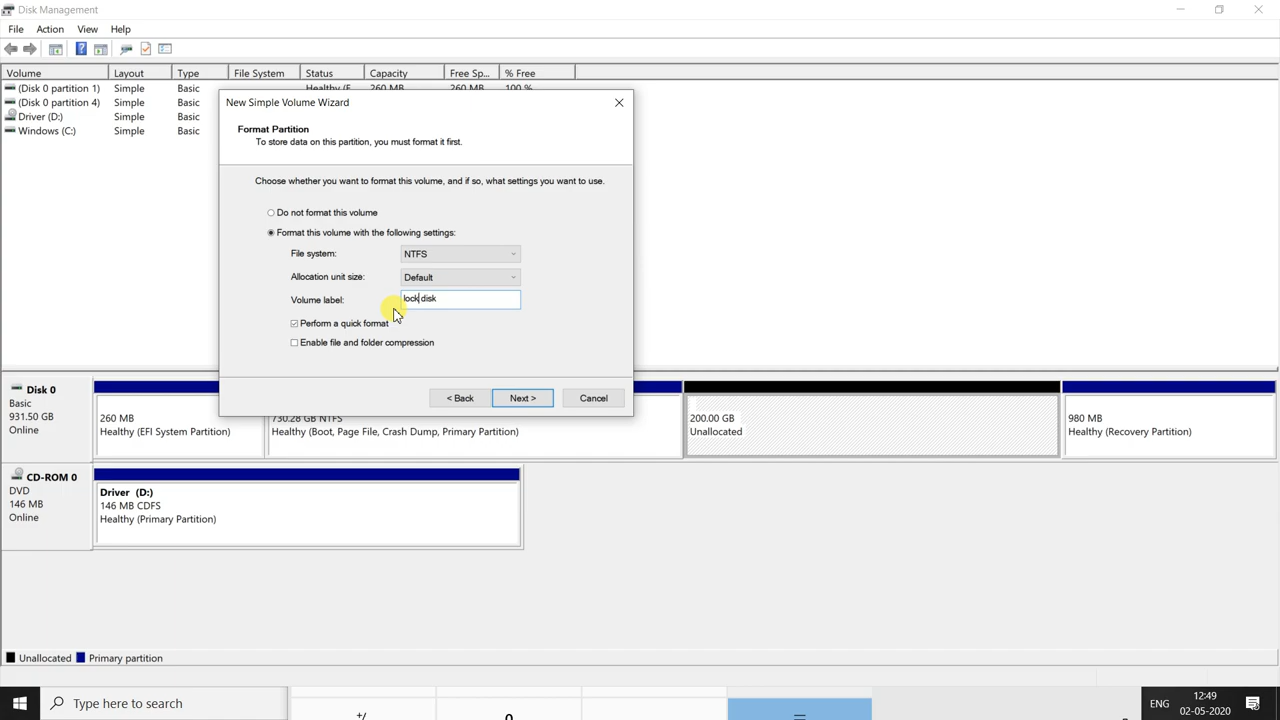 Disk Management
File Action View Help
Volume Layout Type File System Status Capacity Free Sp... % Free
(Disk 0 partition 1) Simple Basic Healthy (E... 260 MB 260 MB 100 %
(Disk 0 partition 4) Simple Basic
Driver (D:) Simple Basic
Windows (C:) Simple Basic
New Simple Volume Wizard
Format Partition
To store data on this partition, you must format it first.
Choose whether you want to format this volume, and if so, what settings you want to use.
Do not format this volume
Format this volume with the following settings:
File system: NTFS
Allocation unit size: Default
Volume label: lock disk
Perform a quick format
Enable file and folder compression
< Back Next > Cancel
Disk 0
Basic
931.50 GB
Online
260 MB
Healthy (EFI System Partition)
730.28 GB NTFS
Healthy (Boot, Page File, Crash Dump, Primary Partition)
200.00 GB
Unallocated
980 MB
Healthy (Recovery Partition)
CD-ROM 0
DVD
146 MB
Online
Driver (D:)
146 MB CDFS
Healthy (Primary Partition)
Unallocated Primary partition
Type here to search
+/
0
=
ENG
12:49
02-05-2020